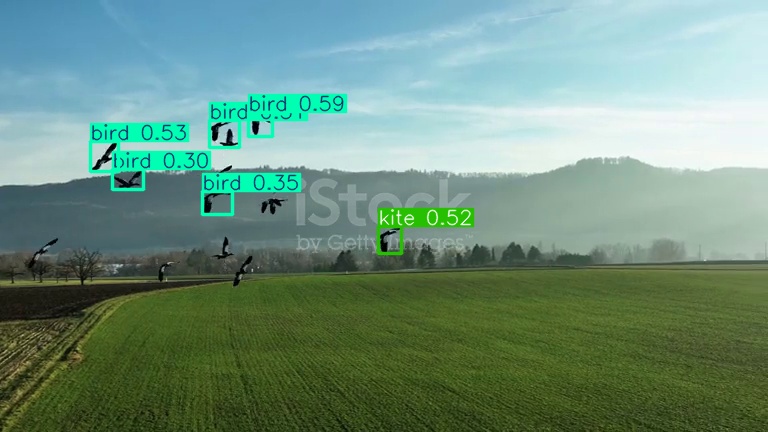 bird 0.59
bird
bird 0.53
bird 0.30
bird 0.35
iStock
kite 0.52
by Getty Images™